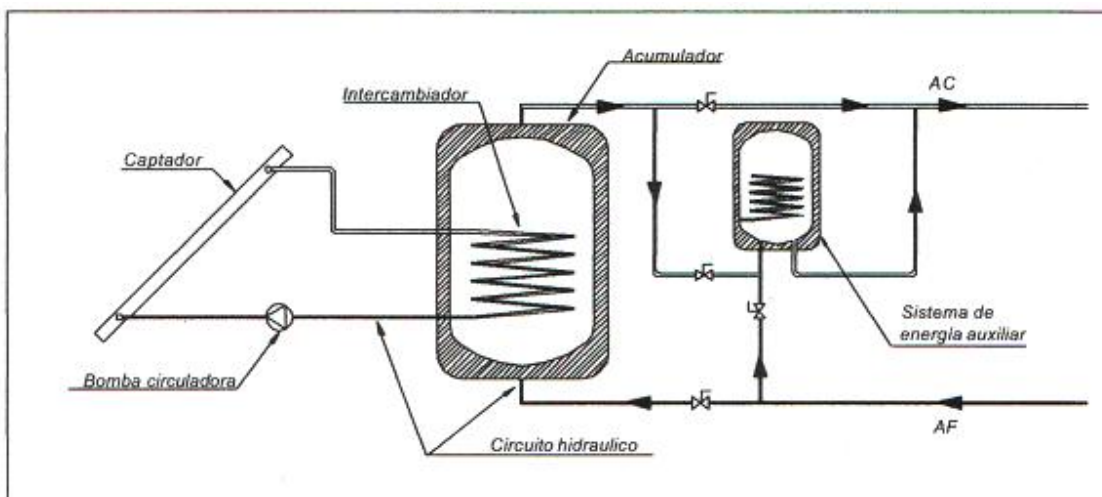 Acumulador
Intercambiador
AC
Captador
Sistema de
energía auxiliar
Bomba circuladora
Circuito hidraulico
AF